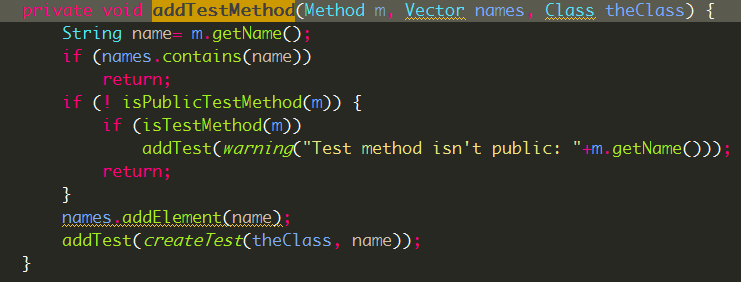 private void addTestMethod(Method m, Vector names, Class theClass) {
    String name= m.getName();
    if (names.contains(name))
        return;
    if (! isPublicTestMethod(m)) {
        if (isTestMethod(m))
            addTest(warning("Test method isn't public: "+m.getName()));
        return;
    }
    names.addElement(name);
    addTest(createTest(theClass, name));
}